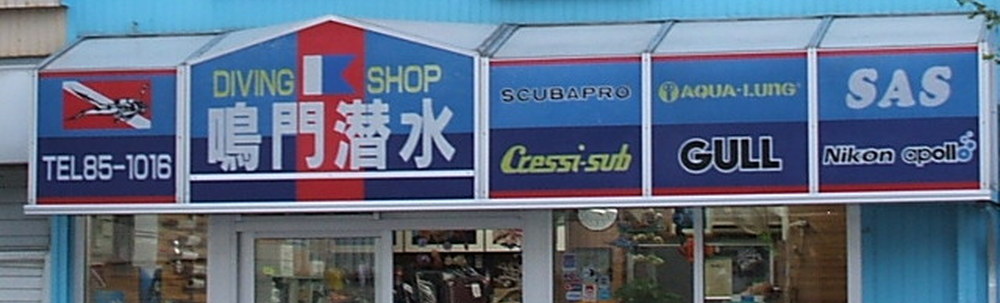 TEL85-1016
DIVING SHOP
鳴門潜水
SCUBAPRO
Cressi-sub
AQUA-LUNG
GULL
SAS
Nikon apollo